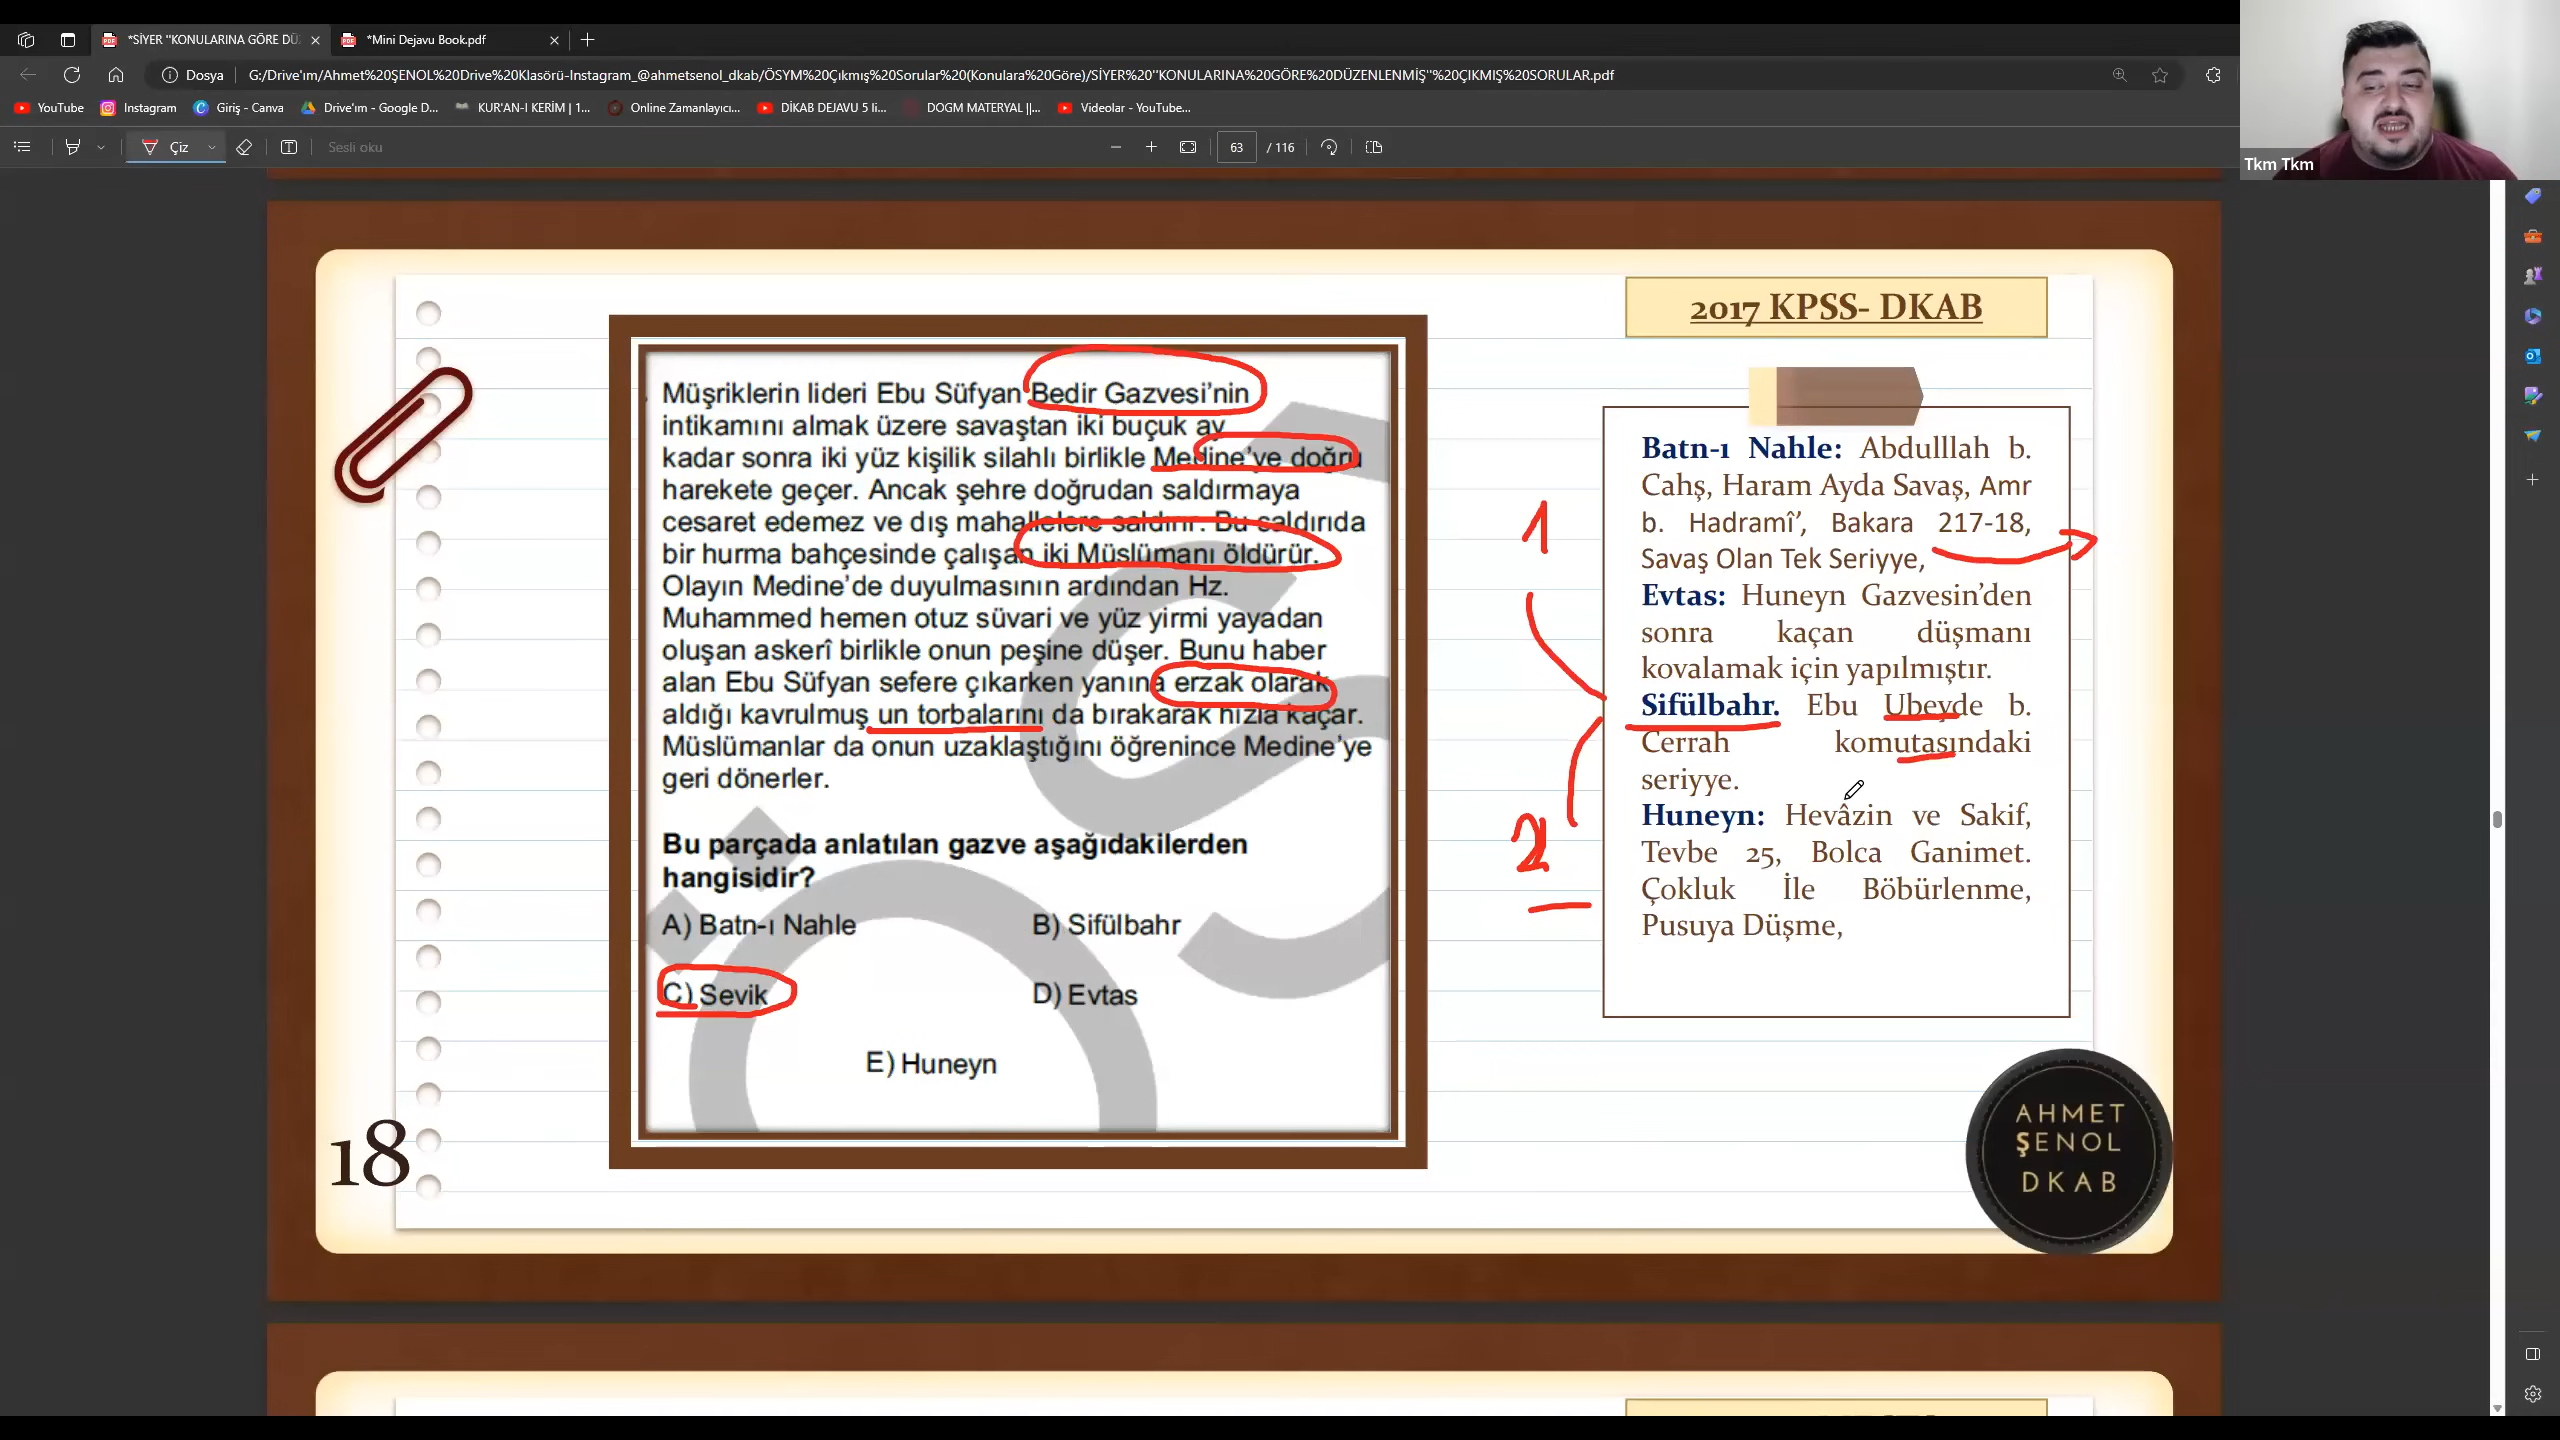 *SİYER "KONULARINA GÖRE DÜ
*Mini Dejavu Book.pdf
Dosya
G:/Drive'ım/Ahmet%20ŞENOL%20Drive%20Klasörü-Instagram_@ahmetsenol_dkab/ÖSYM%20Çıkmış%20Sorular%20(Konulara%20Göre)/SİYER%20''KONULARINA%20GÖRE%20DÜZENLENMİŞ''%20ÇIKMIŞ%20SORULAR.pdf
YouTube
Instagram
Giriş - Canva
Drive'ım - Google D...
KUR'AN-I KERİM | 1...
Online Zamanlayıcı...
DİKAB DEJAVU 5 li...
DOGM MATERYAL ||...
Videolar - YouTube...
Çiz
Sesli oku
63 / 116
Tkm Tkm
2017 KPSS- DKAB
Müşriklerin lideri Ebu Süfyan Bedir Gazvesi'nin
intikamını almak üzere savaştan iki buçuk ay
kadar sonra iki yüz kişilik silahlı birlikle Medine'ye doğru
harekete geçer. Ancak şehre doğrudan saldırmaya
cesaret edemez ve dış mahallelere saldırır. Bu saldırıda
bir hurma bahçesinde çalışan iki Müslümanı öldürür.
Olayın Medine'de duyulmasının ardından Hz.
Muhammed hemen otuz süvari ve yüz yirmi yayadan
oluşan askerî birlikle onun peşine düşer. Bunu haber
alan Ebu Süfyan sefere çıkarken yanına erzak olarak
aldığı kavrulmuş un torbalarını da bırakarak hızla kaçar.
Müslümanlar da onun uzaklaştığını öğrenince Medine'ye
geri dönerler.
Bu parçada anlatılan gazve aşağıdakilerden
hangisidir?
A) Batn-ı Nahle
B) Sifülbahr
C) Sevik
D) Evtas
E) Huneyn
1
2
Batn-ı Nahle: Abdulllah b.
Cahş, Haram Ayda Savaş, Amr
b. Hadramî', Bakara 217-18,
Savaş Olan Tek Seriyye,
Evtas: Huneyn Gazvesin'den
sonra kaçan düşmanı
kovalamak için yapılmıştır.
Sifülbahr. Ebu Ubeyde b.
Cerrah komutasındaki
seriyye.
Huneyn: Hevâzin ve Sakif,
Tevbe 25, Bolca Ganimet.
Çokluk İle Böbürlenme,
Pusuya Düşme,
18
AHMET
ŞENOL
DKAB